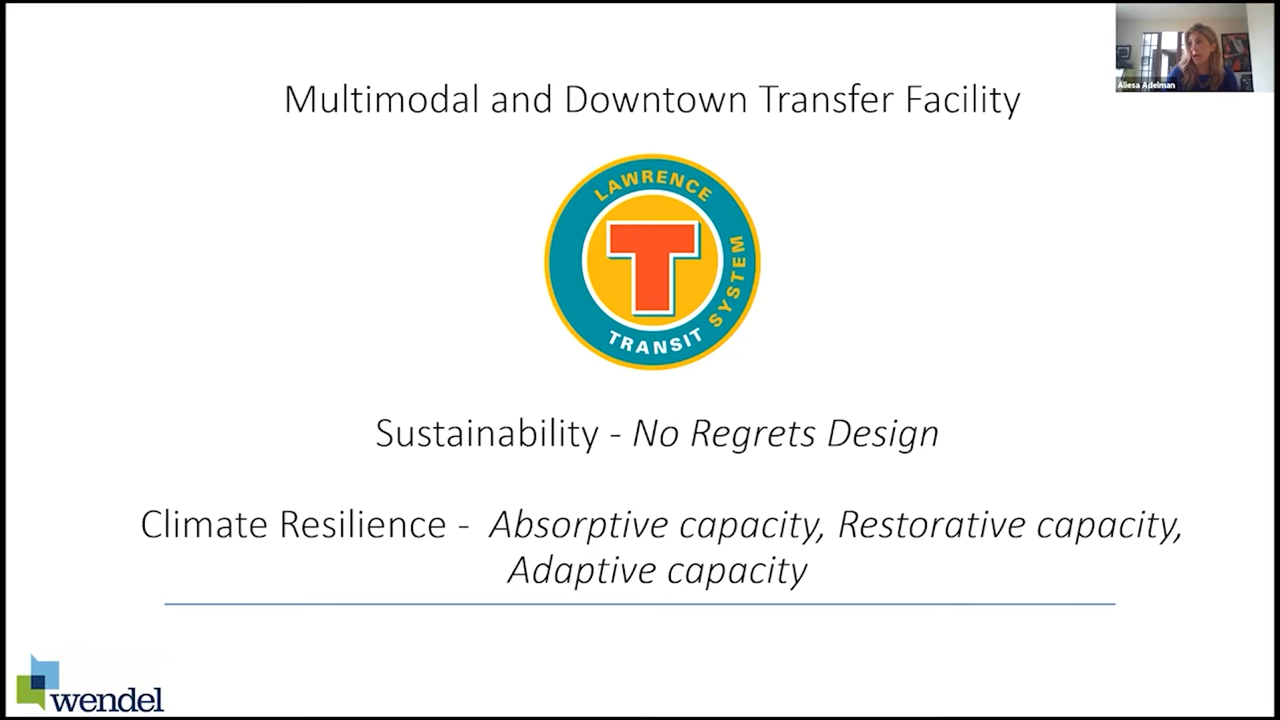 Aliesa Adelman
Multimodal and Downtown Transfer Facility
LAWRENCE
TRANSIT SYSTEM
T
Sustainability - No Regrets Design
Climate Resilience - Absorptive capacity, Restorative capacity,
Adaptive capacity
wendel